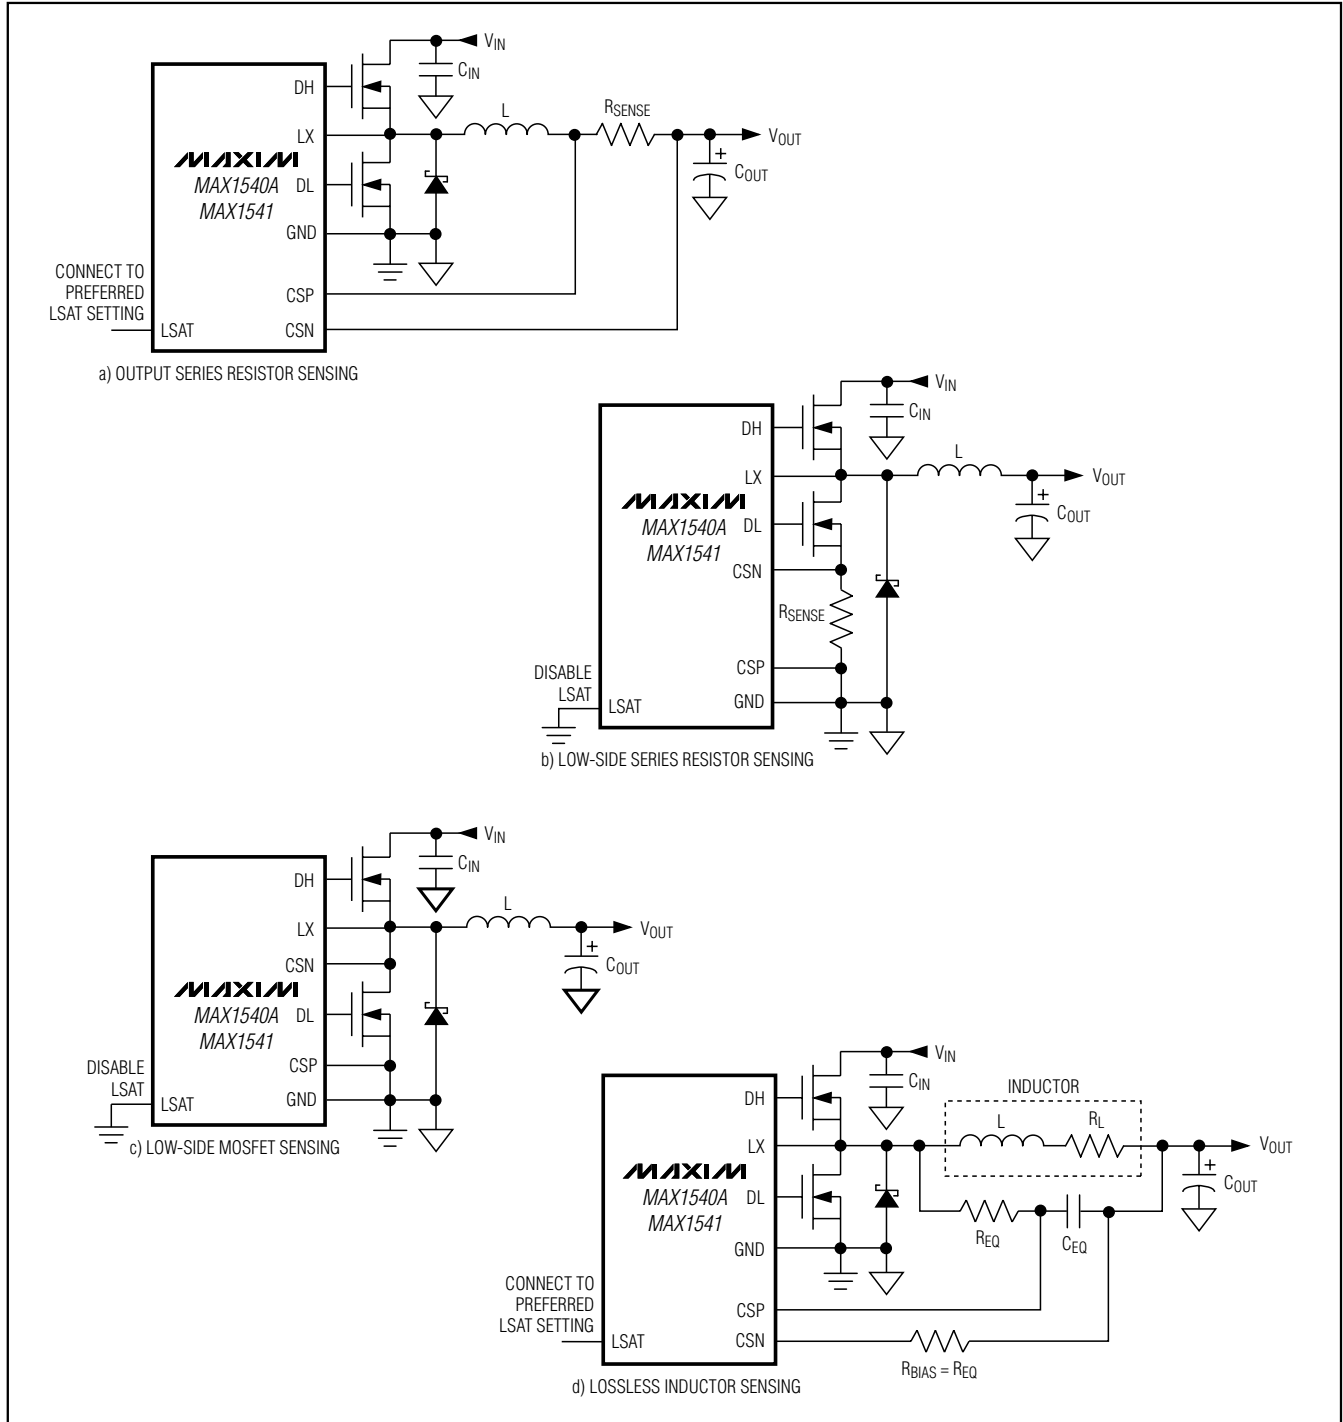 VIN
CIN
DH
L
RSENSE
LX
VOUT
+
COUT
MAXIM
MAX1540A
MAX1541
DL
GND
CONNECT TO
PREFERRED
LSAT SETTING
CSP
LSAT
CSN
a) OUTPUT SERIES RESISTOR SENSING
VIN
CIN
DH
L
LX
VOUT
+
COUT
MAXIM
MAX1540A
MAX1541
DL
CSN
RSENSE
CSP
DISABLE
LSAT
LSAT
GND
b) LOW-SIDE SERIES RESISTOR SENSING
VIN
CIN
DH
L
LX
VOUT
CSN
+
COUT
MAXIM
MAX1540A
MAX1541
DL
CSP
DISABLE
LSAT
LSAT
GND
c) LOW-SIDE MOSFET SENSING
VIN
CIN
DH
INDUCTOR
L
RL
LX
VOUT
+
COUT
MAXIM
MAX1540A
MAX1541
DL
REQ
CEQ
GND
CONNECT TO
PREFERRED
LSAT SETTING
CSP
LSAT
CSN
RBIAS = REQ
d) LOSSLESS INDUCTOR SENSING